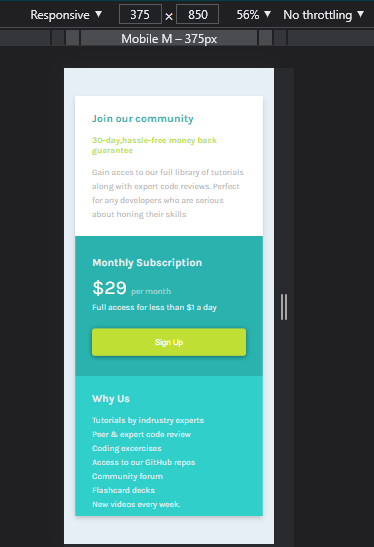 Responsive ▼ 375 × 850 56% ▼ No throttling ▼
Mobile M – 375px
Join our community
30-day,hassle-free money back
guarantee
Gain acces to our full library of tutorials
along with expert code reviews. Perfect
for any developers who are serious
about honing their skills
Monthly Subscription
$29 per month
Full access for less than $1 a day
Sign Up
Why Us
Tutorials by indrustry experts
Peer & expert code review
Coding excercises
Access to our GitHub repos
Community forum
Flashcard decks
New videos every week.